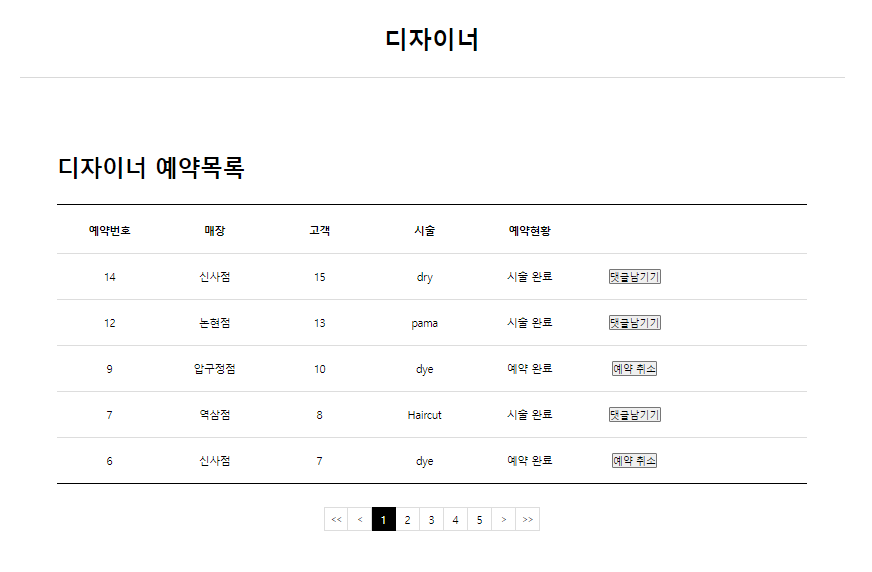 디자이너
디자이너 예약목록
예약번호 매장 고객 시술 예약현황
14 신사점 15 dry 시술 완료 댓글남기기
12 논현점 13 pama 시술 완료 댓글남기기
9 압구정점 10 dye 예약 완료 예약 취소
7 역삼점 8 Haircut 시술 완료 댓글남기기
6 신사점 7 dye 예약 완료 예약 취소
<< < 1 2 3 4 5 > >>